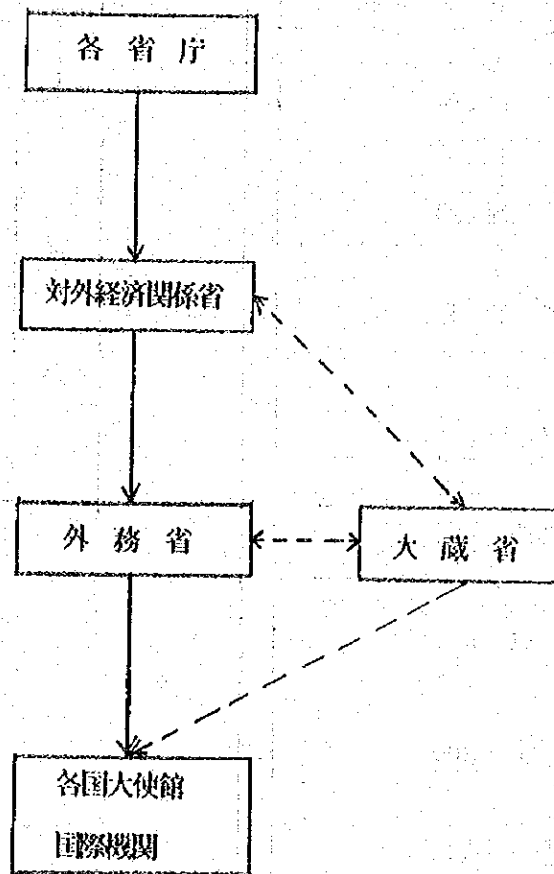 各省庁
対外経済関係省
外務省
大蔵省
各国大使館
国際機関